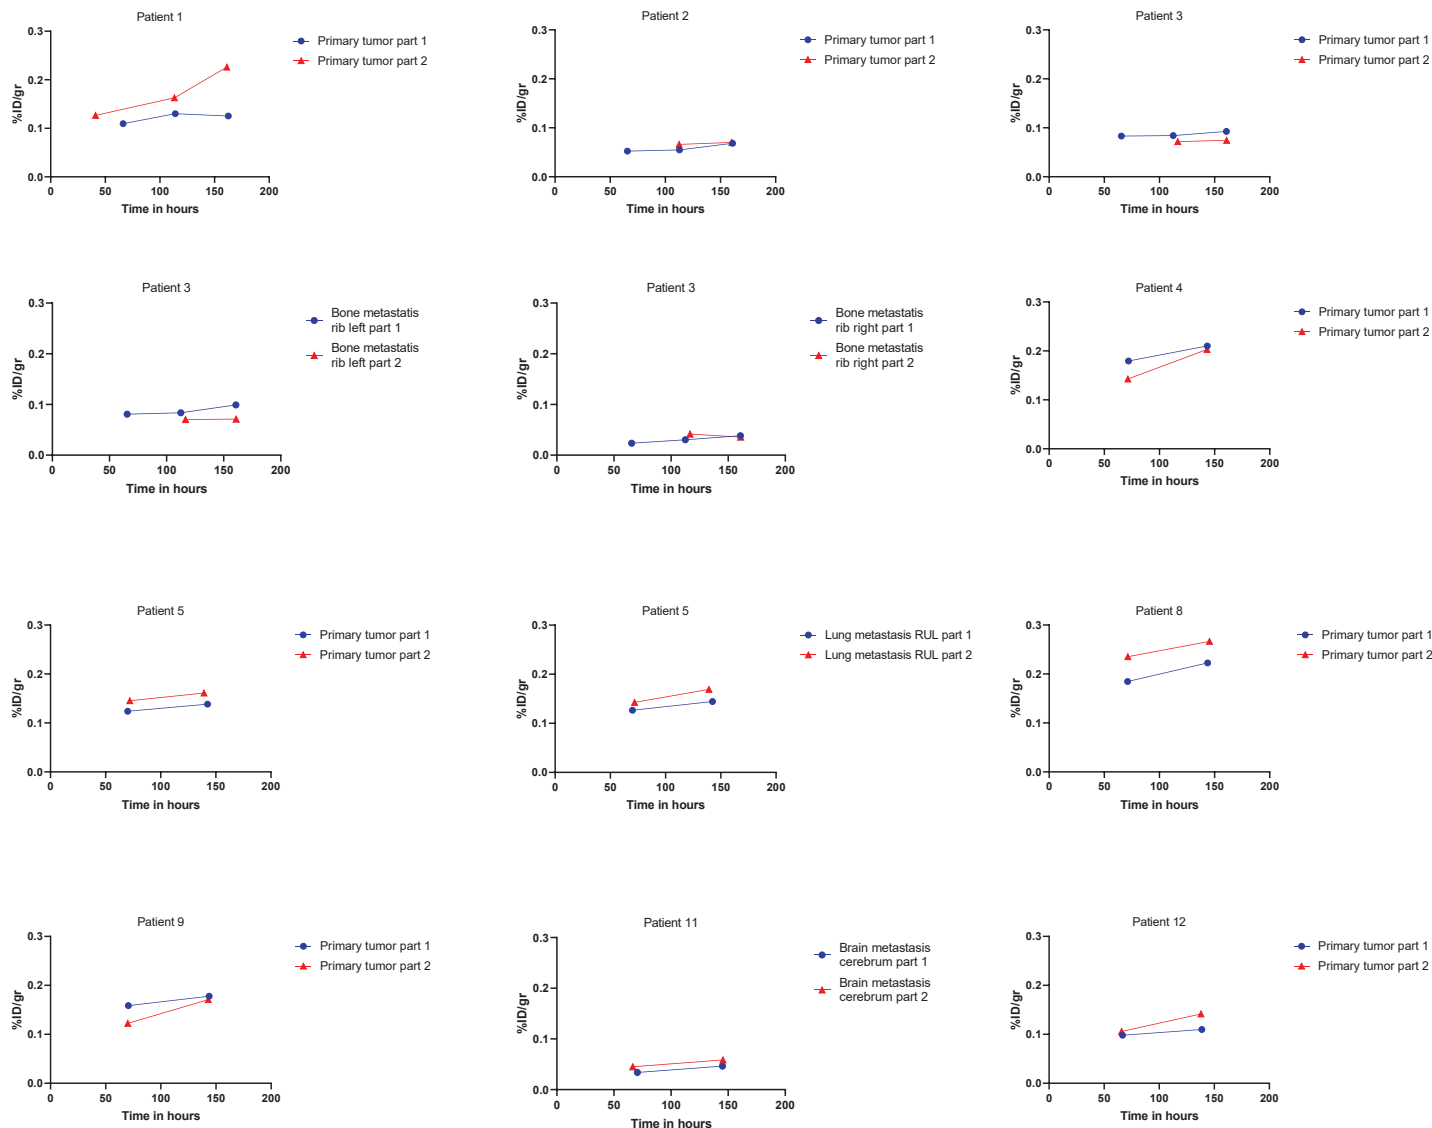 Patient 1
0.3
0.2
0.1
0.0
%ID/gr
0
50
100
150
200
Time in hours
Primary tumor part 1
Primary tumor part 2
Patient 2
0.3
0.2
0.1
0.0
%ID/gr
0
50
100
150
200
Time in hours
Primary tumor part 1
Primary tumor part 2
Patient 3
0.3
0.2
0.1
0.0
%ID/gr
0
50
100
150
200
Time in hours
Primary tumor part 1
Primary tumor part 2
Patient 3
0.3
0.2
0.1
0.0
%ID/gr
0
50
100
150
200
Time in hours
Bone metastatis
rib left part 1
Bone metastatis
rib left part 2
Patient 3
0.3
0.2
0.1
0.0
%ID/gr
0
50
100
150
200
Time in hours
Bone metastatis
rib right part 1
Bone metastatis
rib right part 2
Patient 4
0.3
0.2
0.1
0.0
%ID/gr
0
50
100
150
200
Time in hours
Primary tumor part 1
Primary tumor part 2
Patient 5
0.3
0.2
0.1
0.0
%ID/gr
0
50
100
150
200
Time in hours
Primary tumor part 1
Primary tumor part 2
Patient 5
0.3
0.2
0.1
0.0
%ID/gr
0
50
100
150
200
Time in hours
Lung metastasis RUL part 1
Lung metastasis RUL part 2
Patient 8
0.3
0.2
0.1
0.0
%ID/gr
0
50
100
150
200
Time in hours
Primary tumor part 1
Primary tumor part 2
Patient 9
0.3
0.2
0.1
0.0
%ID/gr
0
50
100
150
200
Time in hours
Primary tumor part 1
Primary tumor part 2
Patient 11
0.3
0.2
0.1
0.0
%ID/gr
0
50
100
150
200
Time in hours
Brain metastasis
cerebrum part 1
Brain metastasis
cerebrum part 2
Patient 12
0.3
0.2
0.1
0.0
%ID/gr
0
50
100
150
200
Time in hours
Primary tumor part 1
Primary tumor part 2